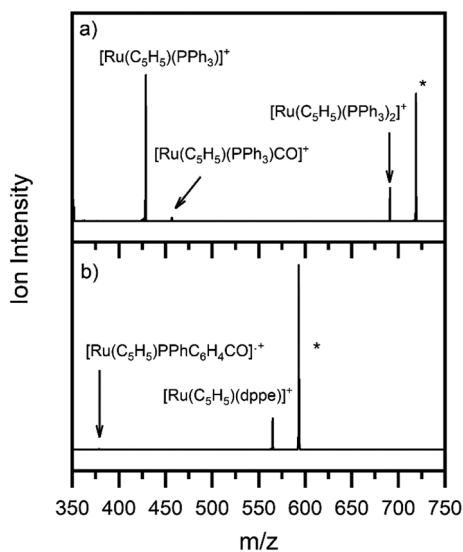 a)
[Ru(C₅H₅)(PPh₃)]⁺
*
[Ru(C₅H₅)(PPh₃)₂]⁺
[Ru(C₅H₅)(PPh₃)CO]⁺
Ion Intensity
b)
[Ru(C₅H₅)PPhC₆H₄CO]·⁺
*
[Ru(C₅H₅)(dppe)]⁺
350 400 450 500 550 600 650 700 750
m/z